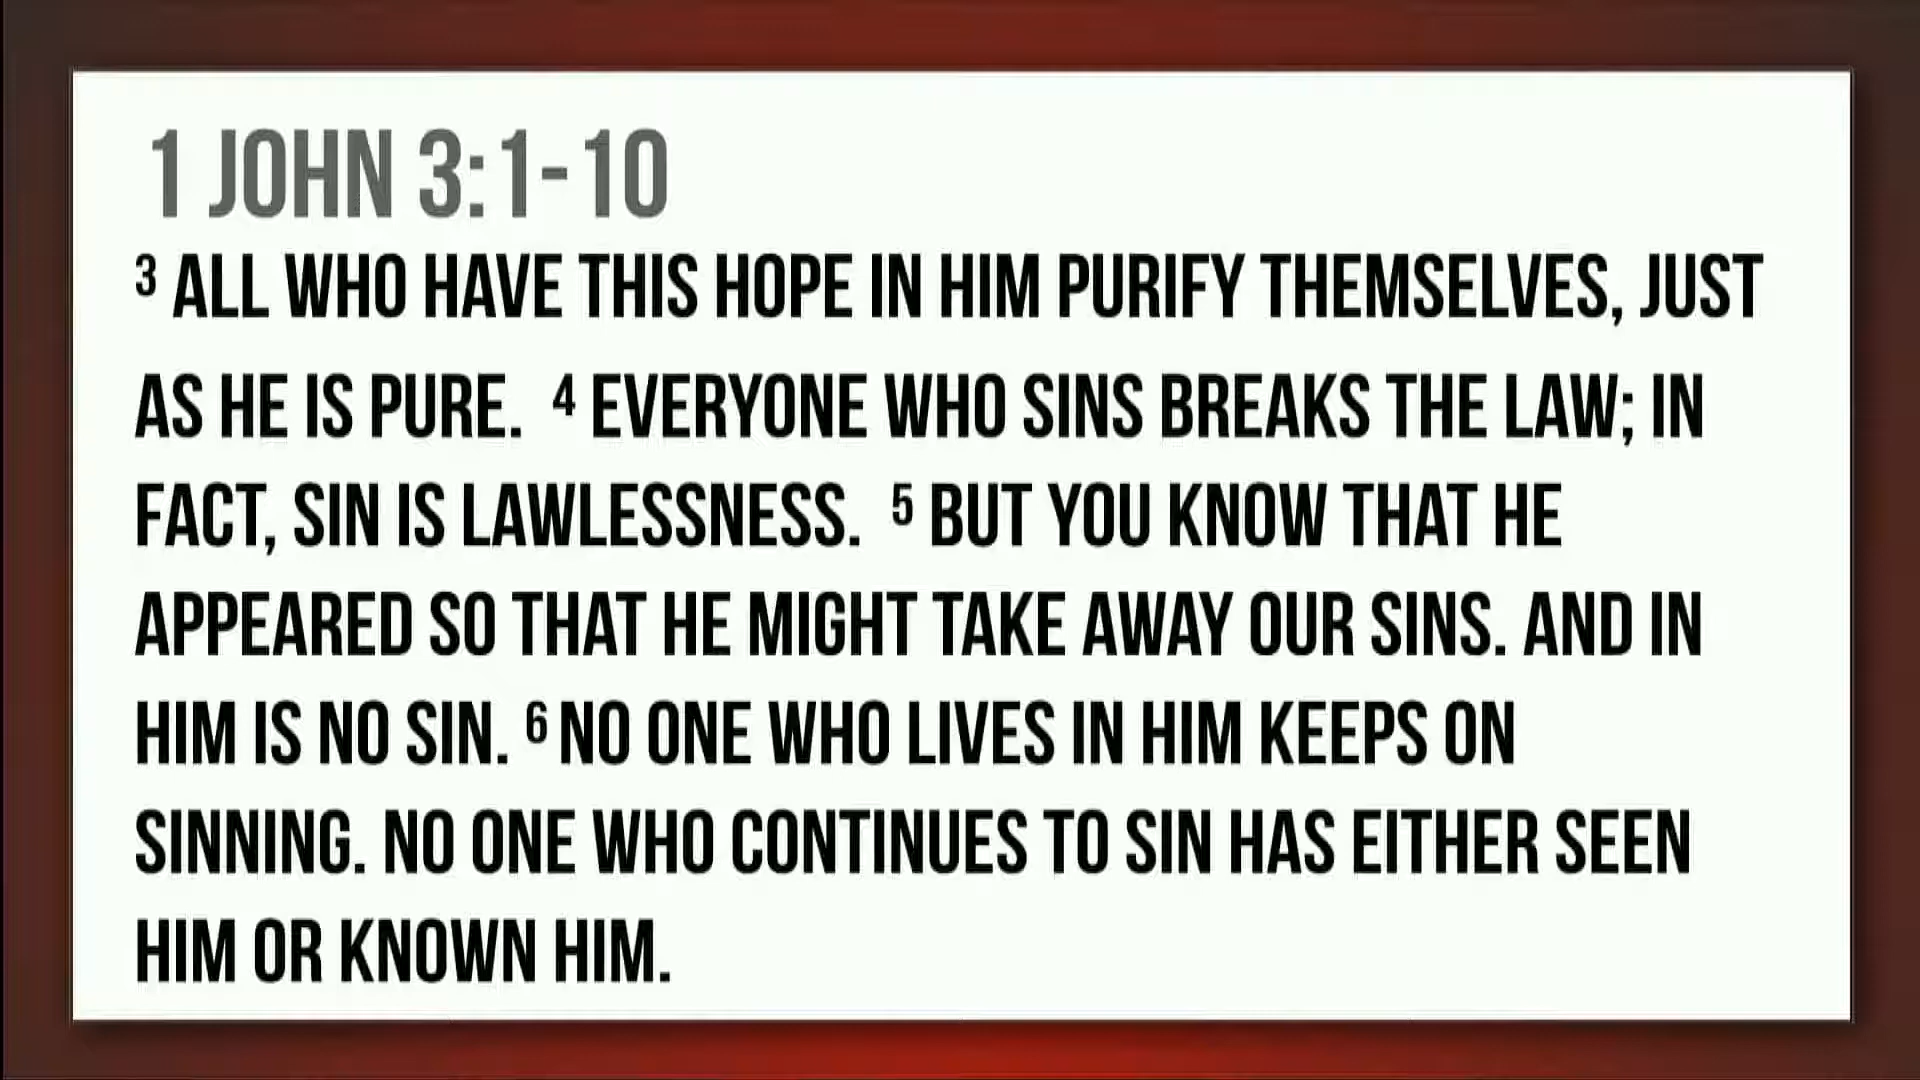 1 JOHN 3:1-10
3 ALL WHO HAVE THIS HOPE IN HIM PURIFY THEMSELVES, JUST
AS HE IS PURE. 4 EVERYONE WHO SINS BREAKS THE LAW; IN
FACT, SIN IS LAWLESSNESS. 5 BUT YOU KNOW THAT HE
APPEARED SO THAT HE MIGHT TAKE AWAY OUR SINS. AND IN
HIM IS NO SIN. 6 NO ONE WHO LIVES IN HIM KEEPS ON
SINNING. NO ONE WHO CONTINUES TO SIN HAS EITHER SEEN
HIM OR KNOWN HIM.